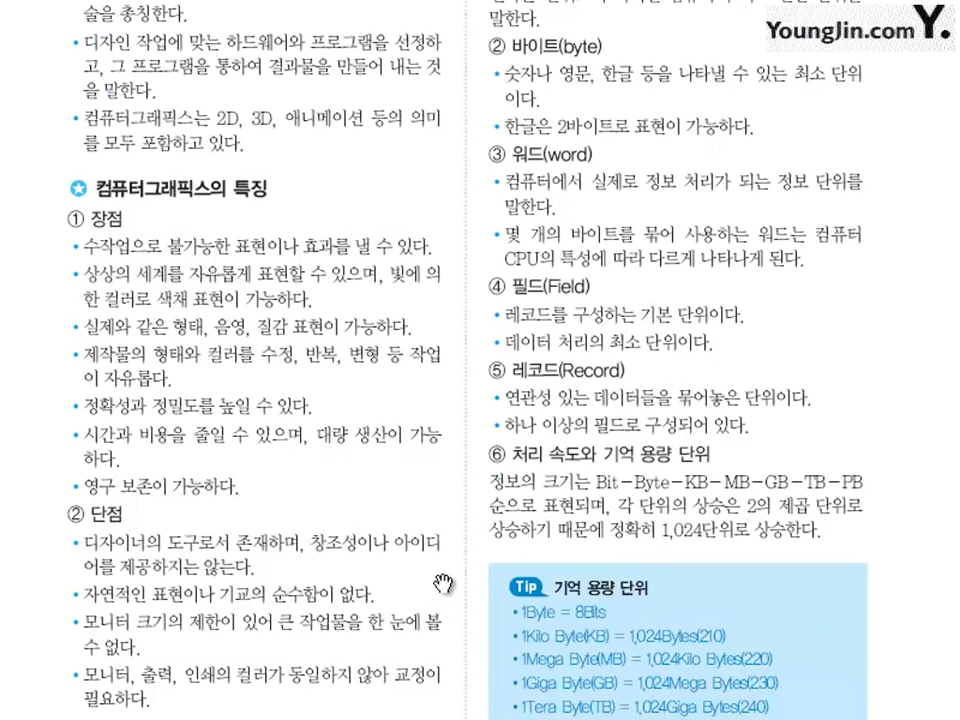 술을 총칭한다.
• 디자인 작업에 맞는 하드웨어와 프로그램을 선정하
고, 그 프로그램을 통하여 결과물을 만들어 내는 것
을 말한다.
• 컴퓨터그래픽스는 2D, 3D, 애니메이션 등의 의미
를 모두 포함하고 있다.
컴퓨터그래픽스의 특징
① 장점
• 수작업으로 불가능한 표현이나 효과를 낼 수 있다.
• 상상의 세계를 자유롭게 표현할 수 있으며, 빛에 의
한 컬러로 색채 표현이 가능하다.
• 실제와 같은 형태, 음영, 질감 표현이 가능하다.
• 제작물의 형태와 컬러를 수정, 반복, 변형 등 작업
이 자유롭다.
• 정확성과 정밀도를 높일 수 있다.
• 시간과 비용을 줄일 수 있으며, 대량 생산이 가능
하다.
• 영구 보존이 가능하다.
② 단점
• 디자이너의 도구로서 존재하며, 창조성이나 아이디
어를 제공하지는 않는다.
• 자연적인 표현이나 기교의 순수함이 없다.
• 모니터 크기의 제한이 있어 큰 작업물을 한 눈에 볼
수 없다.
• 모니터, 출력, 인쇄의 컬러가 동일하지 않아 교정이
필요하다.
말한다.
② 바이트(byte)
• 숫자나 영문, 한글 등을 나타낼 수 있는 최소 단위
이다.
• 한글은 2바이트로 표현이 가능하다.
③ 워드(word)
• 컴퓨터에서 실제로 정보 처리가 되는 정보 단위를
말한다.
• 몇 개의 바이트를 묶어 사용하는 워드는 컴퓨터
CPU의 특성에 따라 다르게 나타나게 된다.
④ 필드(Field)
• 레코드를 구성하는 기본 단위이다.
• 데이터 처리의 최소 단위이다.
⑤ 레코드(Record)
• 연관성 있는 데이터들을 묶어놓은 단위이다.
• 하나 이상의 필드로 구성되어 있다.
⑥ 처리 속도와 기억 용량 단위
정보의 크기는 Bit-Byte-KB-MB-GB-TB-PB
순으로 표현되며, 각 단위의 상승은 2의 제곱 단위로
상승하기 때문에 정확히 1,024단위로 상승한다.
Tip 기억 용량 단위
• 1Byte = 8Bits
• 1Kilo Byte(KB) = 1,024Bytes(210)
• 1Mega Byte(MB) = 1,024Kilo Bytes(220)
• 1Giga Byte(GB) = 1,024Mega Bytes(230)
• 1Tera Byte(TB) = 1,024Giga Bytes(240)
YoungJin.com Y.